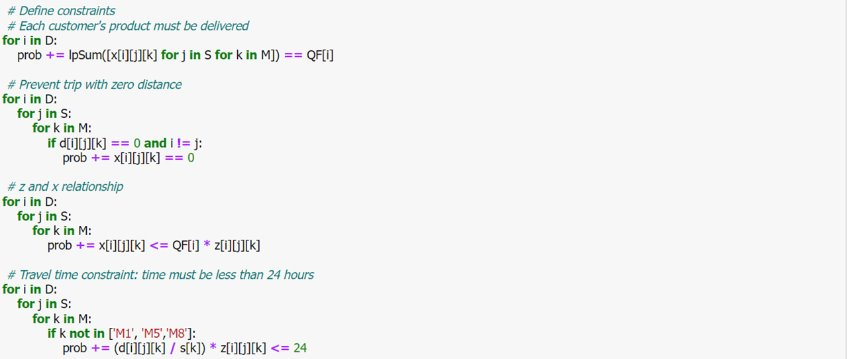 # Define constraints
# Each customer's product must be delivered
for i in D:
prob += lpSum([x[i][j][k] for j in S for k in M]) == QF[i]
# Prevent trip with zero distance
for i in D:
for j in S:
for k in M:
if d[i][j][k] == 0 and i != j:
prob += x[i][j][k] == 0
# z and x relationship
for i in D:
for j in S:
for k in M:
prob += x[i][j][k] <= QF[i] * z[i][j][k]
# Travel time constraint: time must be less than 24 hours
for i in D:
for j in S:
for k in M:
if k not in ['M1', 'M5','M8']:
prob += (d[i][j][k] / s[k]) * z[i][j][k] <= 24